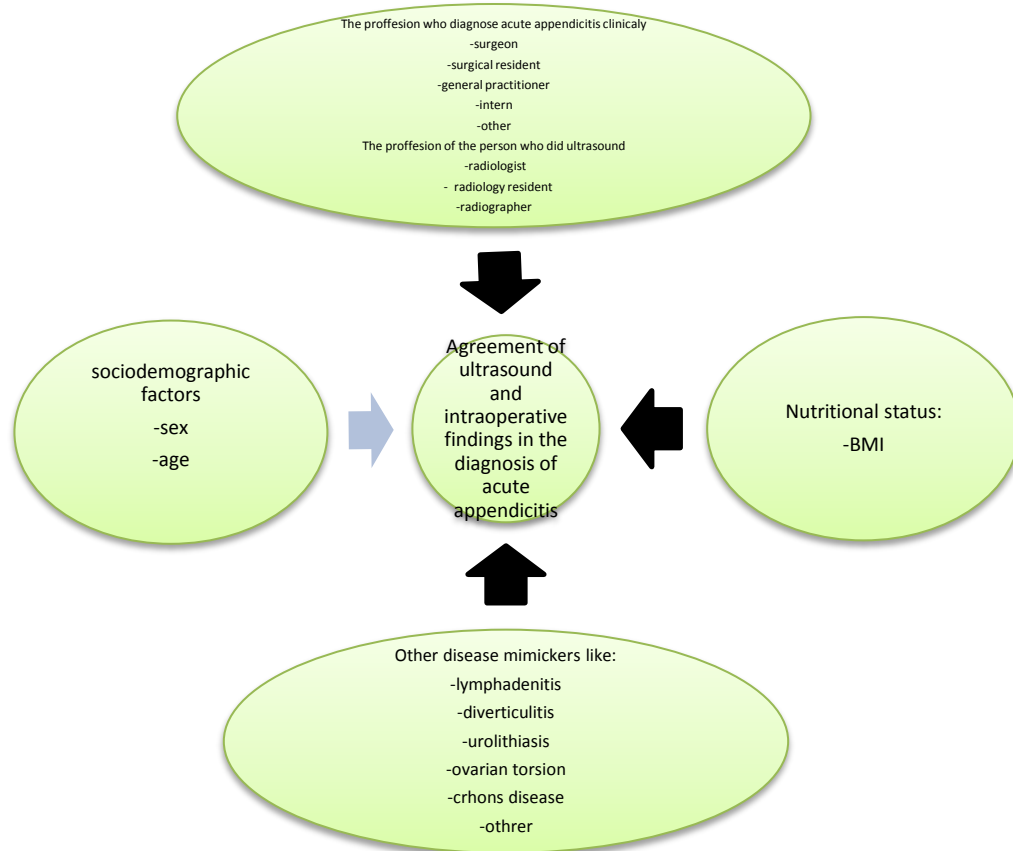 The proffesion who diagnose acute appendicitis clinicaly
-surgeon
-surgical resident
-general practitioner
-intern
-other
The proffesion of the person who did ultrasound
-radiologist
- radiology resident
-radiographer
sociodemographic
factors
-sex
-age
Agreement of
ultrasound
and
intraoperative
findings in the
diagnosis of
acute
appendicitis
Nutritional status:
-BMI
Other disease mimickers like:
-lymphadenitis
-diverticulitis
-urolithiasis
-ovarian torsion
-crhons disease
-othrer